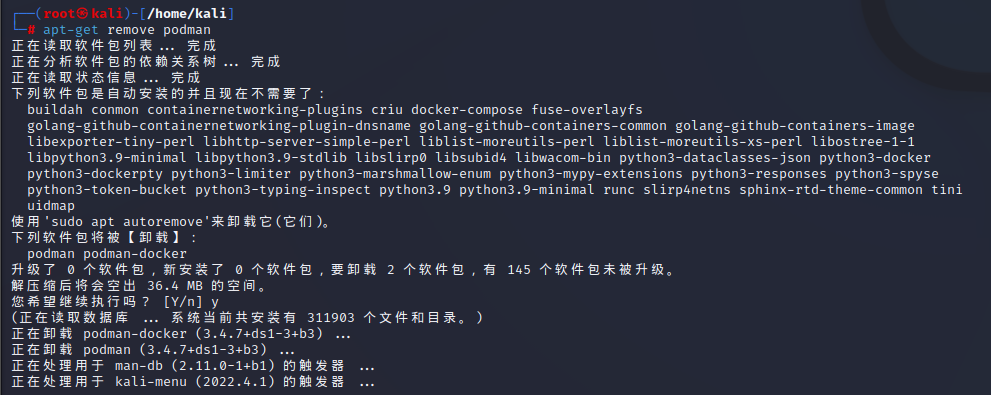 ┌──(root㉿kali)-[/home/kali]
└─# apt-get remove podman
正在读取软件包列表... 完成
正在分析软件包的依赖关系树... 完成
正在读取状态信息... 完成
下列软件包是自动安装的并且现在不需要了：
buildah conmon containernetworking-plugins criu docker-compose fuse-overlayfs
golang-github-containernetworking-plugin-dnsname golang-github-containers-common golang-github-containers-image
libexporter-tiny-perl libhttp-server-simple-perl liblist-moreutils-perl liblist-moreutils-xs-perl libostree-1-1
libpython3.9-minimal libpython3.9-stdlib libslirp0 libsubid4 libwacom-bin python3-dataclasses-json python3-docker
python3-dockerpty python3-limiter python3-marshmallow-enum python3-mypy-extensions python3-responses python3-spyse
python3-token-bucket python3-typing-inspect python3.9 python3.9-minimal runc slirp4netns sphinx-rtd-theme-common tini
uidmap
使用'sudo apt autoremove'来卸载它(它们)。
下列软件包将被【卸载】：
podman podman-docker
升级了 0 个软件包，新安装了 0 个软件包，要卸载 2 个软件包，有 145 个软件包未被升级。
解压缩后将会空出 36.4 MB 的空间。
您希望继续执行吗？ [Y/n] y
(正在读取数据库 ... 系统当前共安装有 311903 个文件和目录。)
正在卸载 podman-docker (3.4.7+ds1-3+b3) ...
正在卸载 podman (3.4.7+ds1-3+b3) ...
正在处理用于 man-db (2.11.0-1+b1) 的触发器 ...
正在处理用于 kali-menu (2022.4.1) 的触发器 ...